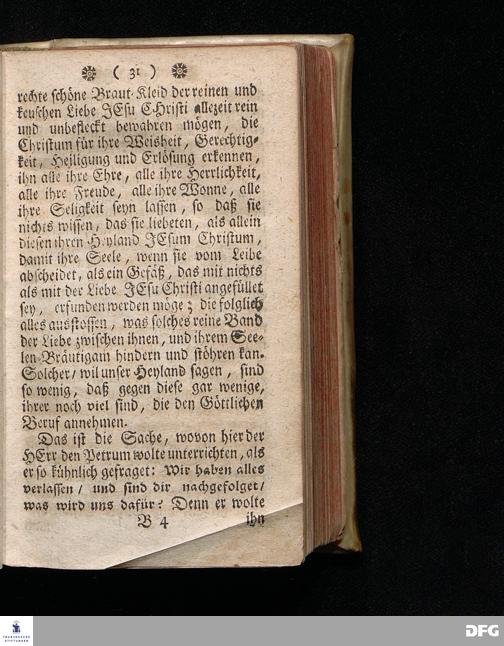 ( 31 )
rechte schöne Braut-Kleid der reinen und
keuschen Liebe JEsu CHristi allezeit rein
und unbefleckt bewahren mögen, die
Christum für ihre Weisheit, Gerechtig-
keit, Heiligung und Erlösung erkennen,
ihn alle ihre Ehre, alle ihre Herrlichkeit,
alle ihre Freude, alle ihre Wonne, alle
ihre Seligkeit seyn lassen, so daß sie
nichts wissen, das sie liebeten, als allein
diesen ihren Heyland JEsum Christum,
damit ihre Seele, wenn sie vom Leibe
abscheidet, als ein Gefäß, das mit nichts
als mit der Liebe JEsu Christi angefüllet
sey, erfunden werden möge; die folglich
alles ausstossen, was solches reine Band
der Liebe zwischen ihnen, und ihrem See-
len-Bräutigam hindern und stöhren kan.
Solcher/ wil unser Heyland sagen, sind
so wenig, daß gegen diese gar wenige,
ihrer noch viel sind, die den Göttlichen
Beruf annehmen.
Das ist die Sache, wovon hier der
HErr den Petrum wolte unterrichten, als
er so kühnlich gefraget: Wir haben alles
verlassen/ und sind dir nachgefolget/
was wird uns dafür? Denn er wolte
B 4 ihn
FRANCKESCHE
STIFTUNGEN
DFG